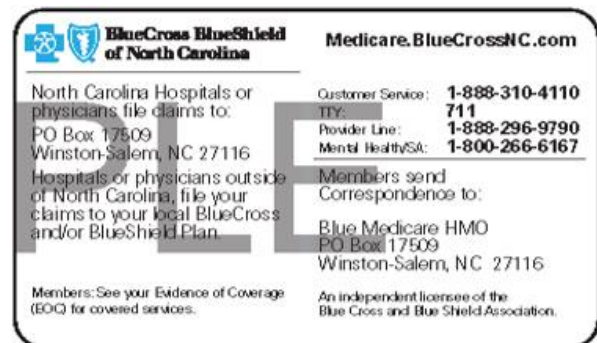 BlueCross BlueShield
of North Carolina
Medicare.BlueCrossNC.com
North Carolina Hospitals or
physicians file claims to:
PO Box 17509
Winston-Salem, NC 27116
Hospitals or physicians outside
of North Carolina, file your
claims to your local BlueCross
and/or BlueShield Plan.
Members: See your Evidence of Coverage
(EOC) for covered services.
Customer Service: 1-888-310-4110
TTY: 711
Provider Line: 1-888-296-9790
Mental Health/SA: 1-800-266-6167
Members send
Correspondence to:
Blue Medicare HMO
PO Box 17509
Winston-Salem, NC 27116
An independent licensee of the
Blue Cross and Blue Shield Association.
PLE